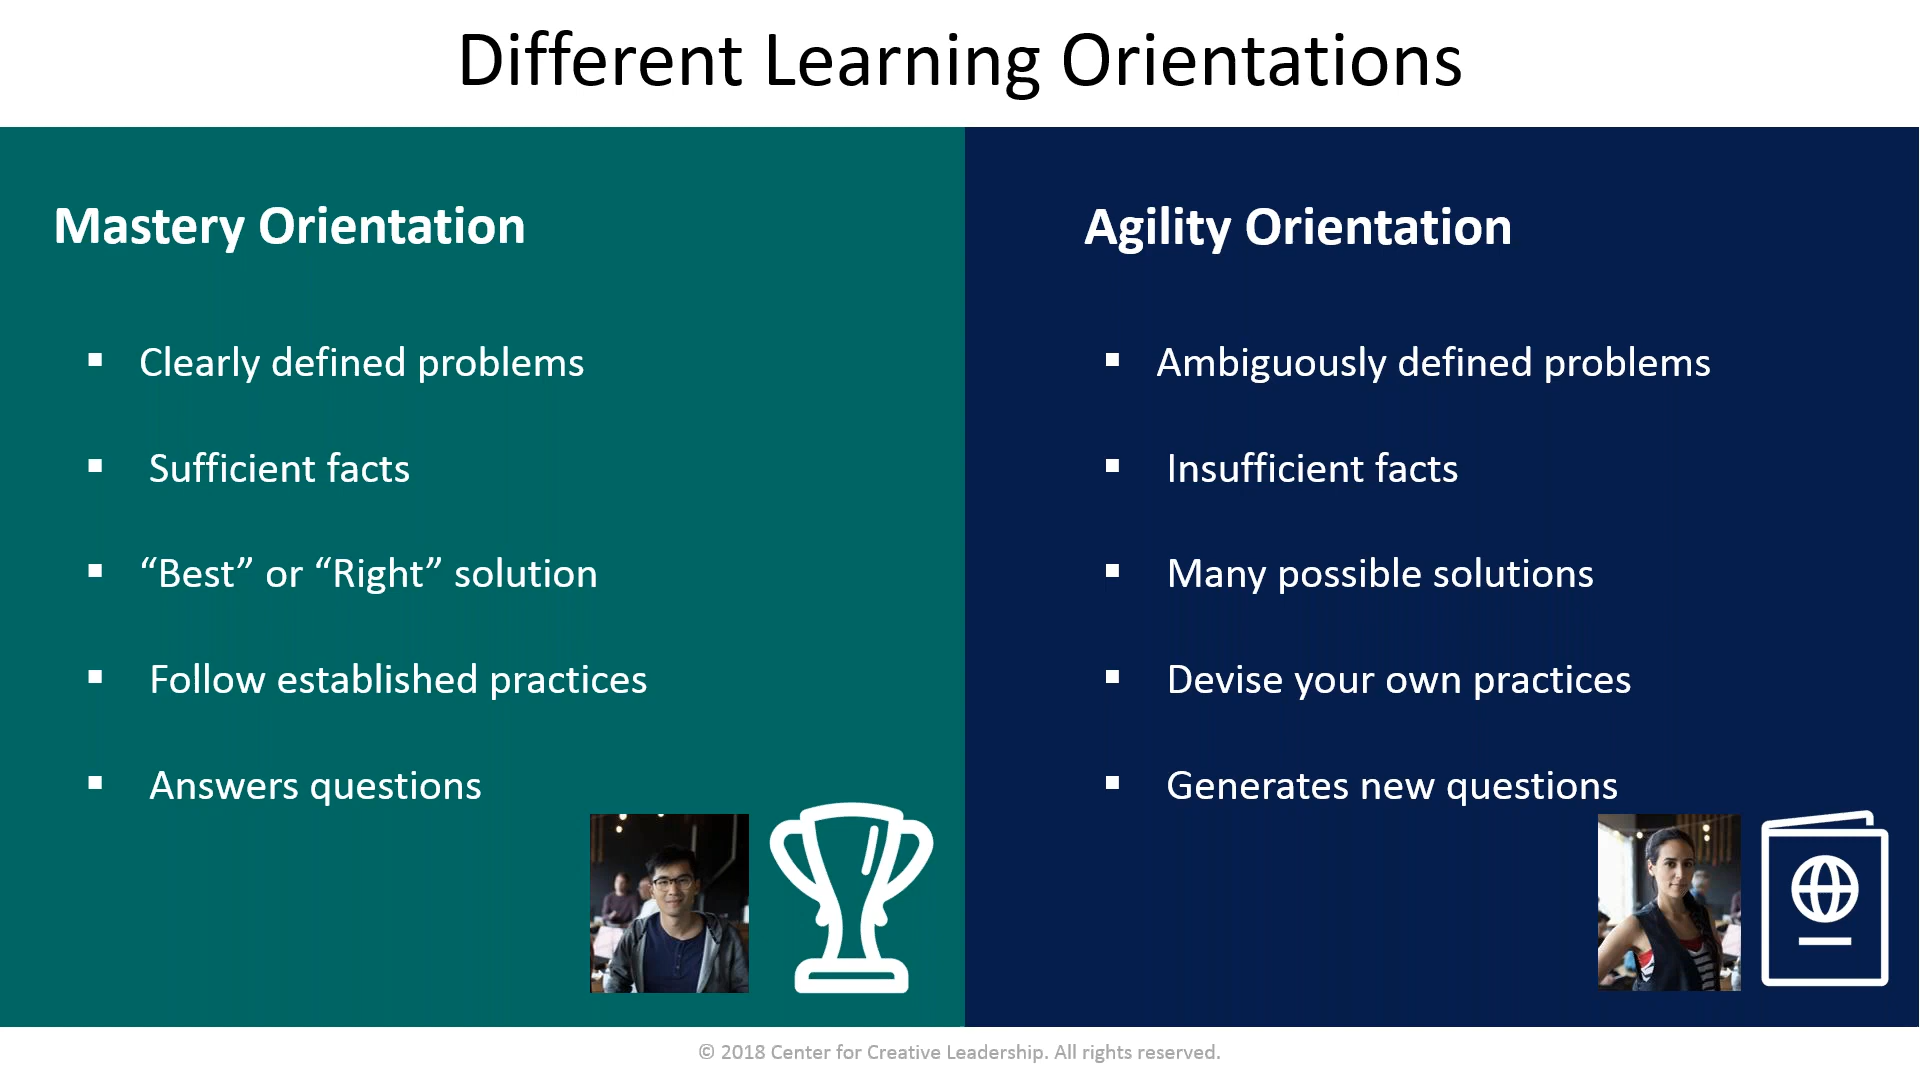 Different Learning Orientations
Mastery Orientation
▪ Clearly defined problems
▪ Sufficient facts
▪ “Best” or “Right” solution
▪ Follow established practices
▪ Answers questions
Agility Orientation
▪ Ambiguously defined problems
▪ Insufficient facts
▪ Many possible solutions
▪ Devise your own practices
▪ Generates new questions
© 2018 Center for Creative Leadership. All rights reserved.